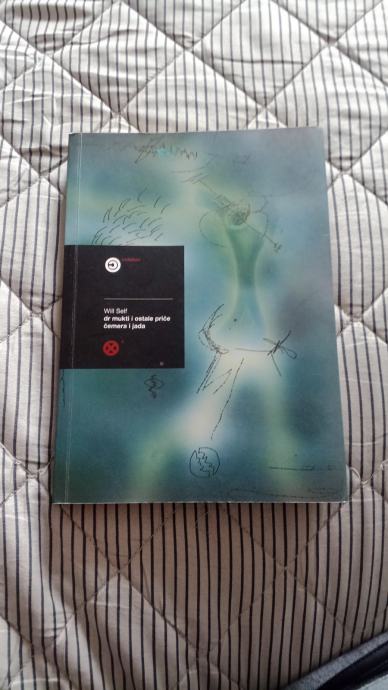 Will Self
dr mukti i ostale priče
čemera i jada